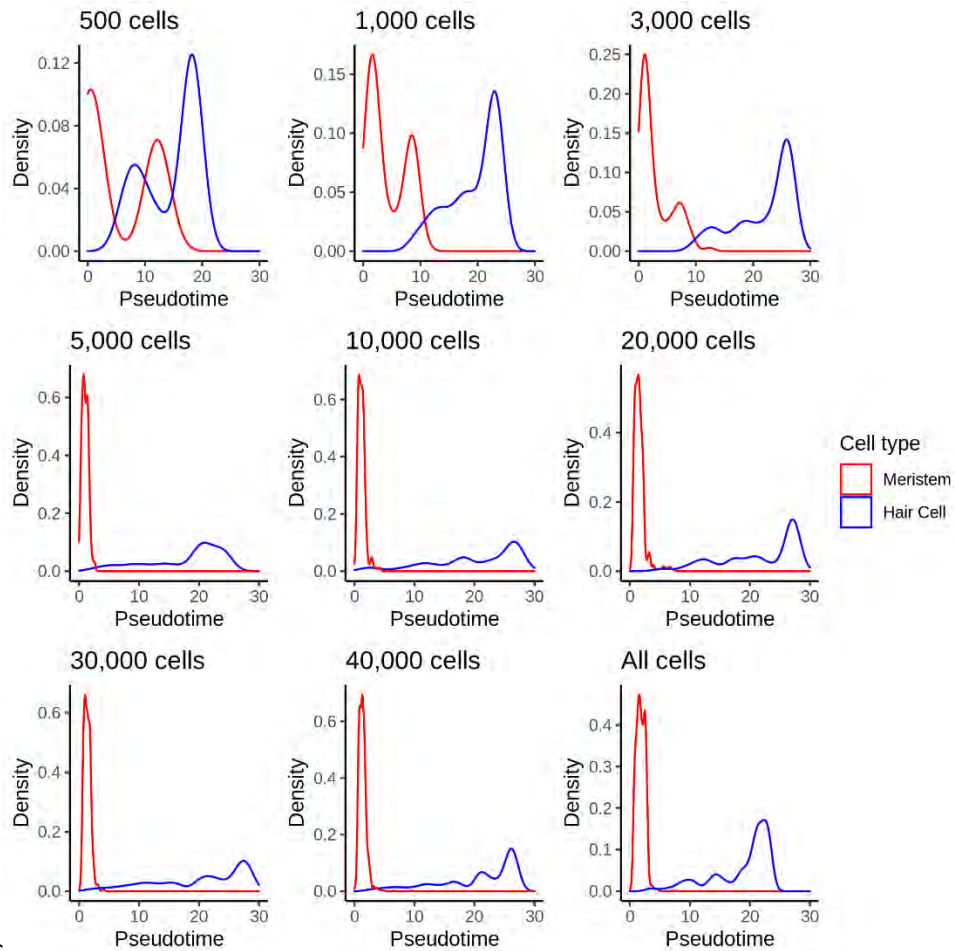 500 cells
1,000 cells
3,000 cells
Density
0.12
0.08
0.04
0.00
0 10 20 30
Pseudotime
Density
0.15
0.10
0.05
0.00
0 10 20 30
Pseudotime
Density
0.25
0.20
0.15
0.10
0.05
0.00
0 10 20 30
Pseudotime
5,000 cells
10,000 cells
20,000 cells
Density
0.6
0.4
0.2
0.0
0 10 20 30
Pseudotime
Density
0.6
0.4
0.2
0.0
0 10 20 30
Pseudotime
Density
0.4
0.2
0.0
0 10 20 30
Pseudotime
Cell type
Meristem
Hair Cell
30,000 cells
40,000 cells
All cells
Density
0.6
0.4
0.2
0.0
0 10 20 30
Pseudotime
Density
0.6
0.4
0.2
0.0
0 10 20 30
Pseudotime
Density
0.4
0.3
0.2
0.1
0.0
0 10 20 30
Pseudotime